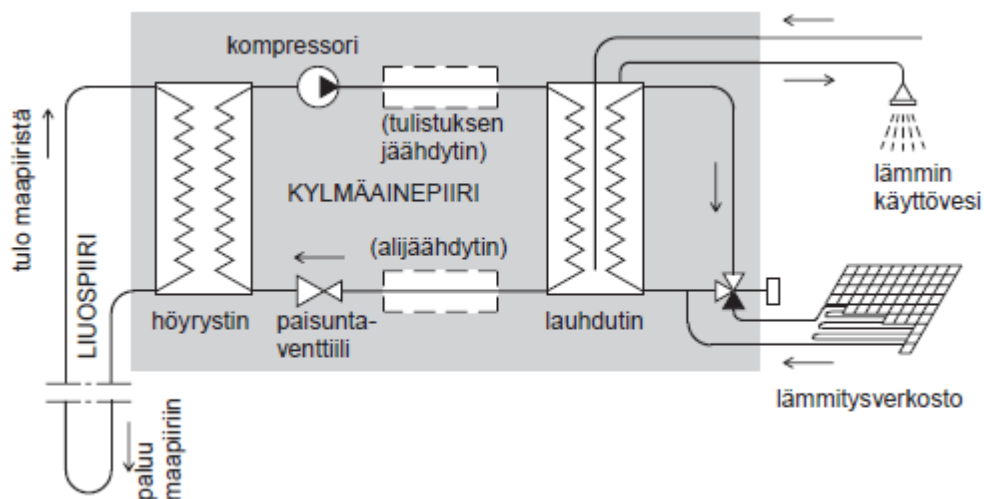 kompressori
(tulistuksen
jäähdytin)
lämmin
käyttövesi
KYLMÄAINEPIIRI
tulo maapiiristä
LIUOSPIIRI
(alijäähdytin)
höyrystin
paisunta-
venttiili
lauhdutin
lämmitysverkosto
paluu
maapiiriin